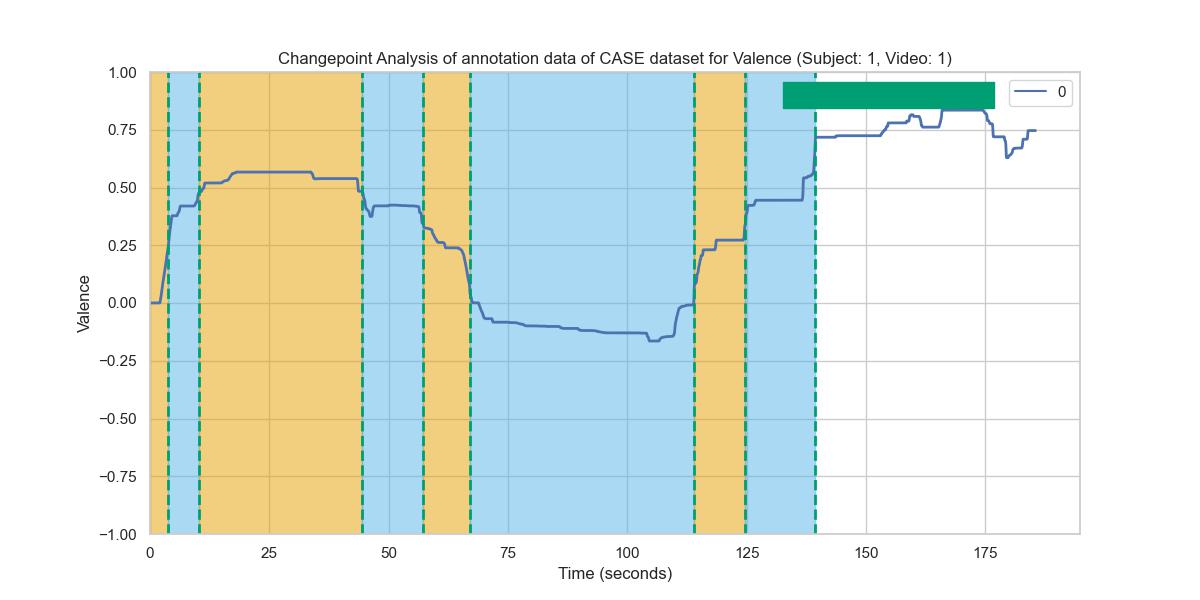 Changepoint Analysis of annotation data of CASE dataset for Valence (Subject: 1, Video: 1)
1.00
0.75
0.50
0.25
0.00
−0.25
−0.50
−0.75
−1.00
Valence
0
0 25 50 75 100 125 150 175
Time (seconds)